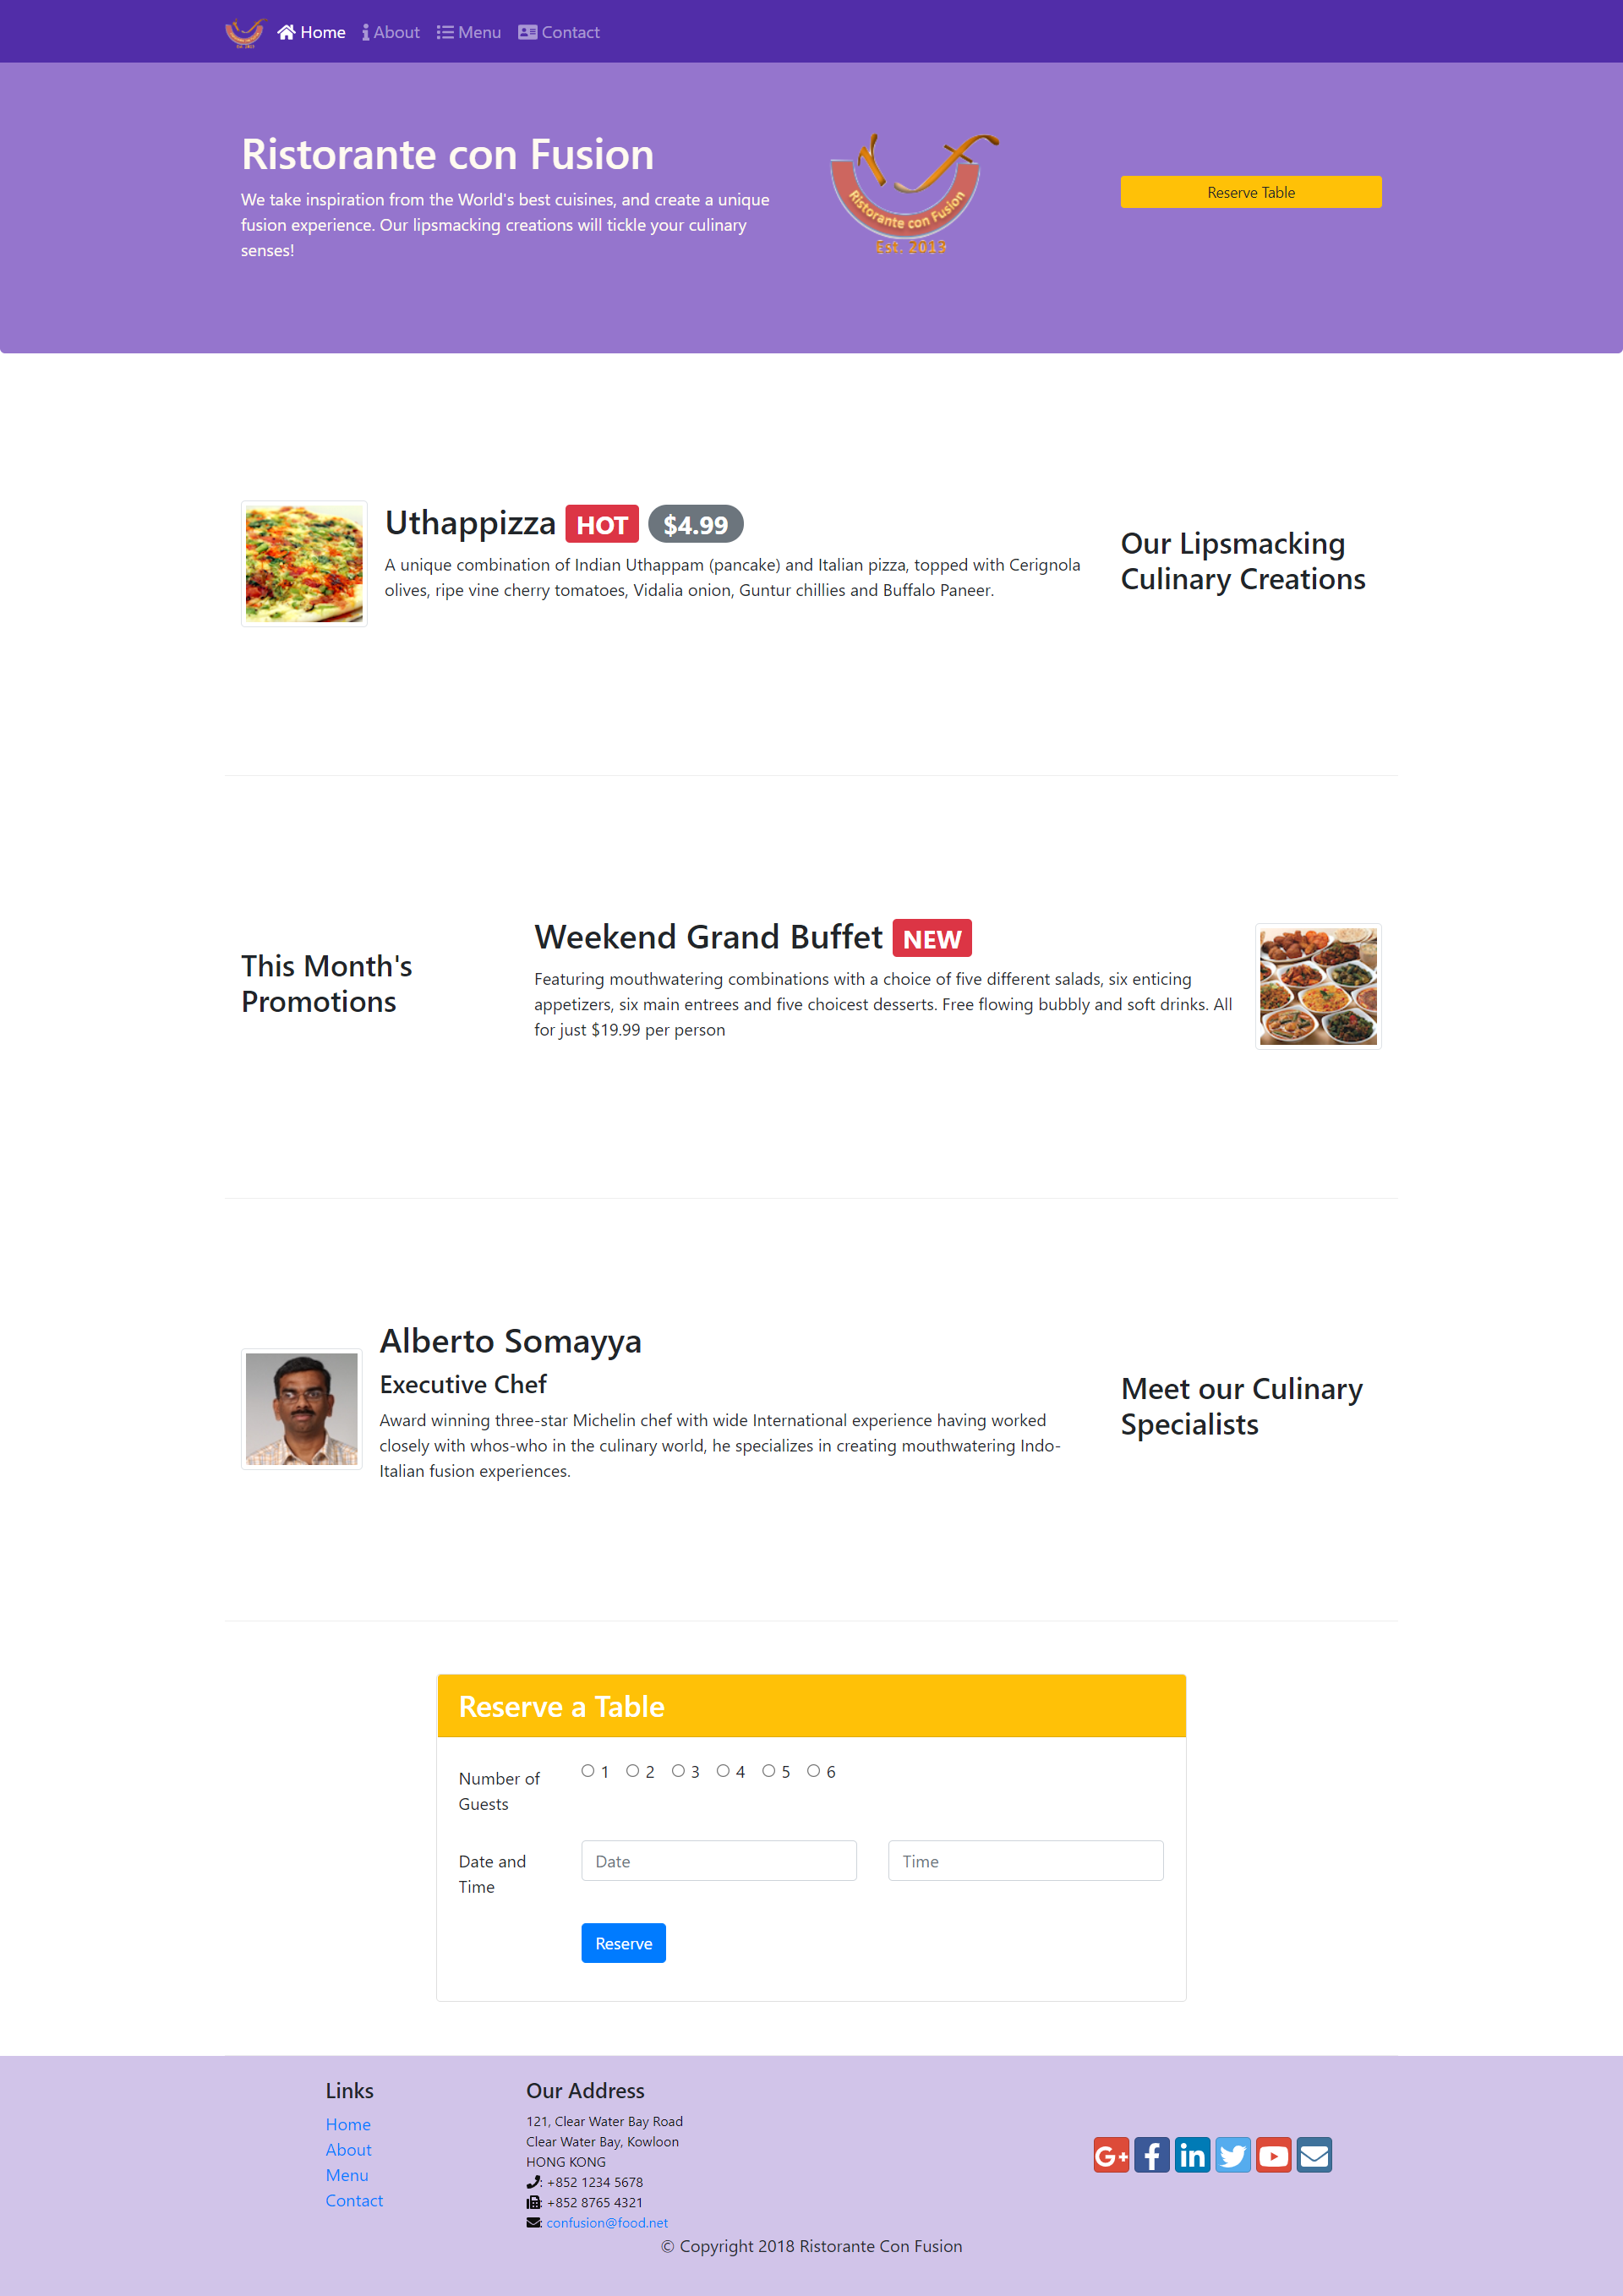 Home About Menu Contact
Ristorante con Fusion
We take inspiration from the World's best cuisines, and create a unique
fusion experience. Our lipsmacking creations will tickle your culinary
senses!
Ristorante con Fusion
Est. 2013
Reserve Table
Uthappizza HOT $4.99
A unique combination of Indian Uthappam (pancake) and Italian pizza, topped with Cerignola
olives, ripe vine cherry tomatoes, Vidalia onion, Guntur chillies and Buffalo Paneer.
Our Lipsmacking
Culinary Creations
This Month's
Promotions
Weekend Grand Buffet NEW
Featuring mouthwatering combinations with a choice of five different salads, six enticing
appetizers, six main entrees and five choicest desserts. Free flowing bubbly and soft drinks. All
for just $19.99 per person
Alberto Somayya
Executive Chef
Award winning three-star Michelin chef with wide International experience having worked
closely with whos-who in the culinary world, he specializes in creating mouthwatering Indo-
Italian fusion experiences.
Meet our Culinary
Specialists
Reserve a Table
Number of
Guests
1 2 3 4 5 6
Date and
Time
Date
Time
Reserve
Links
Home
About
Menu
Contact
Our Address
121, Clear Water Bay Road
Clear Water Bay, Kowloon
HONG KONG
: +852 1234 5678
: +852 8765 4321
: confusion@food.net
© Copyright 2018 Ristorante Con Fusion